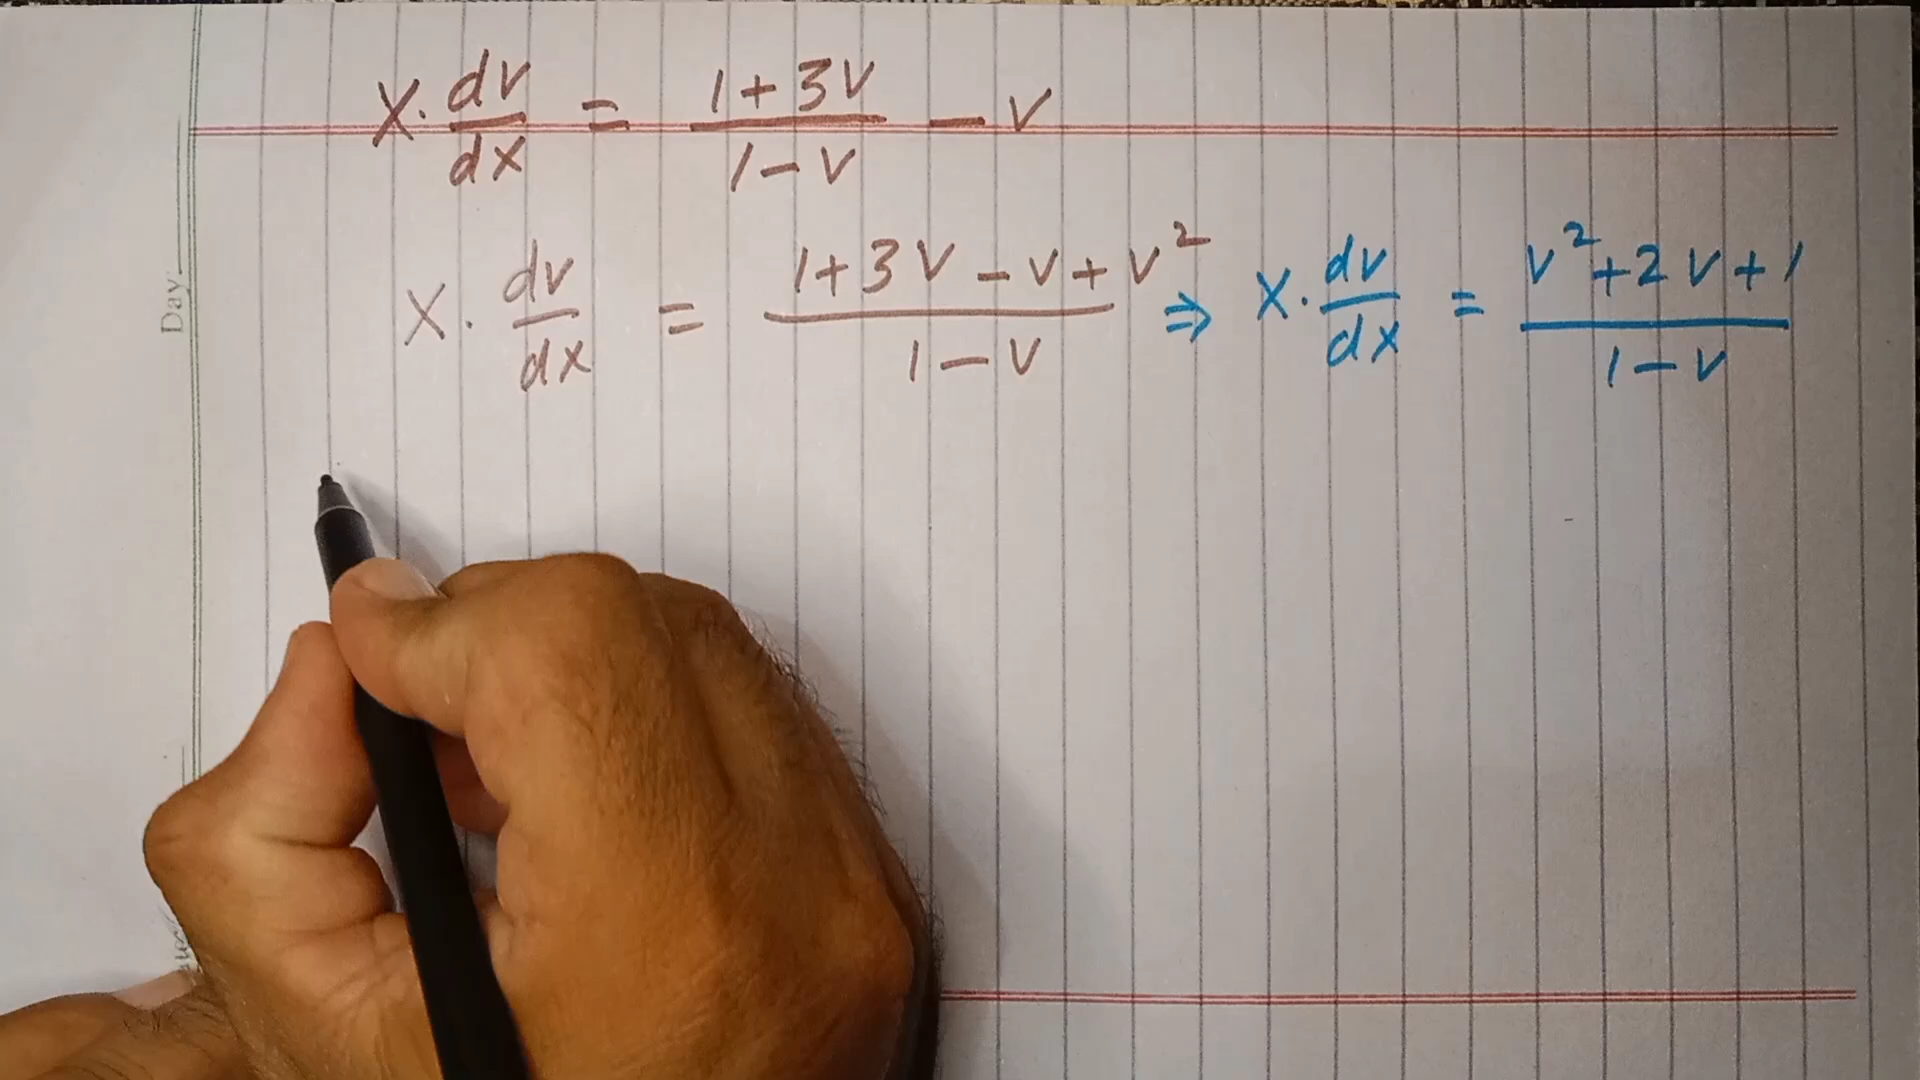 x. dv/dx = (1+3v)/(1-v) - v
x. dv/dx = (1+3v-v+v²)/(1-v) ⇒ x. dv/dx = (v²+2v+1)/(1-v)
Day